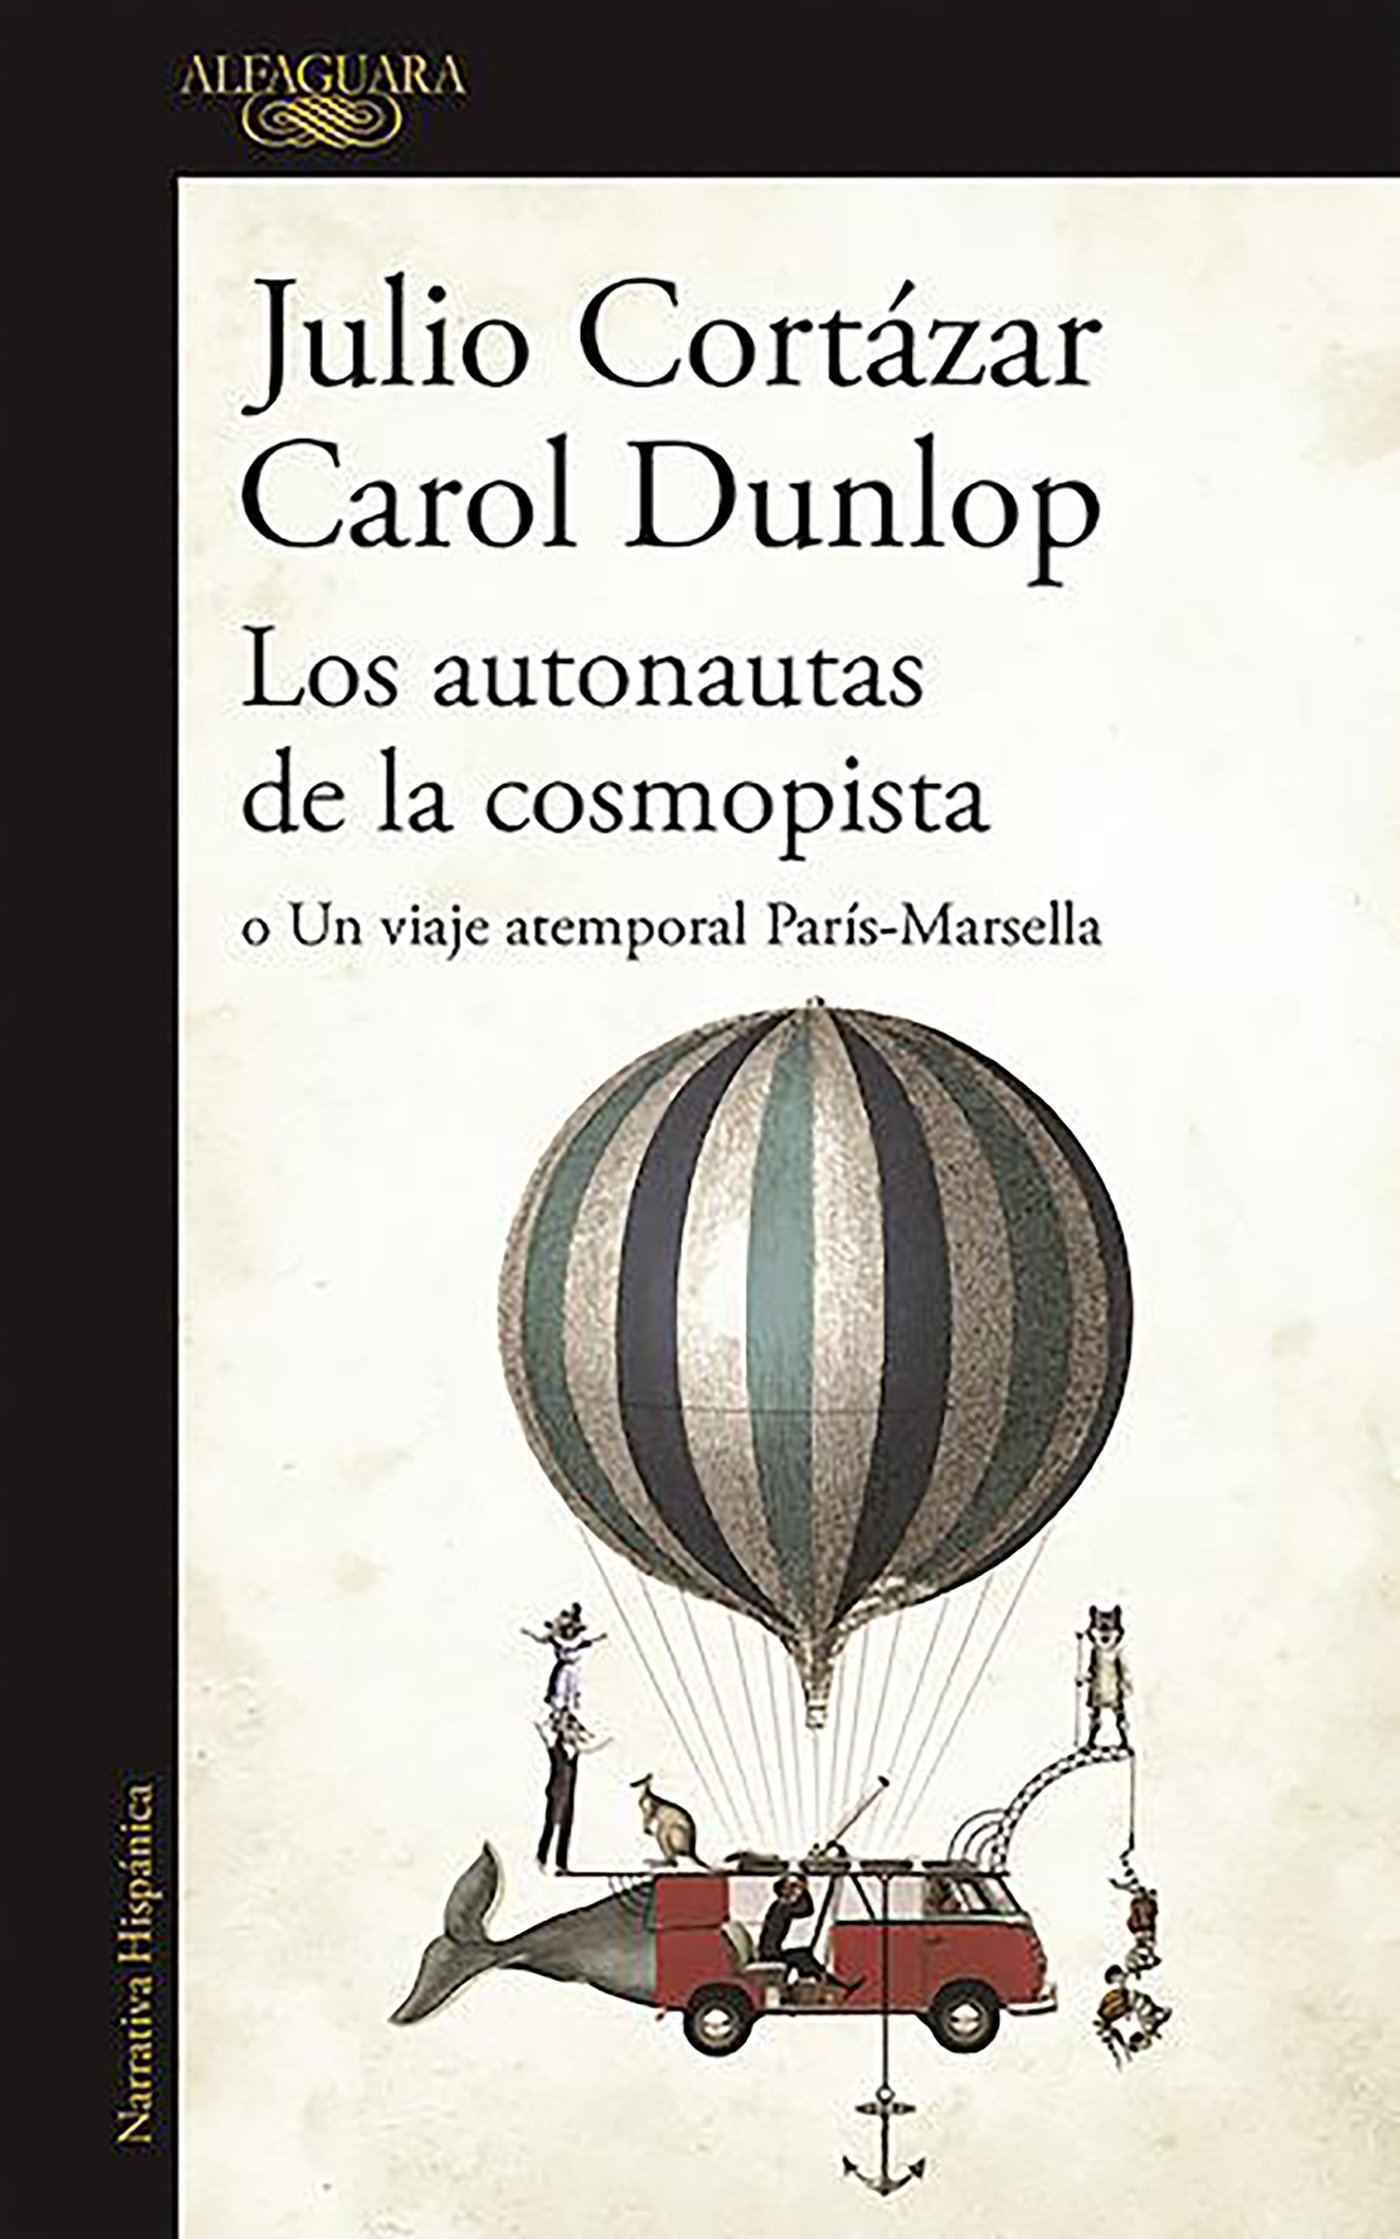 ALFAGUARA
Julio Cortázar
Carol Dunlop
Los autonautas
de la cosmopista
o Un viaje atemporal París-Marsella
Narrativa Hispánica